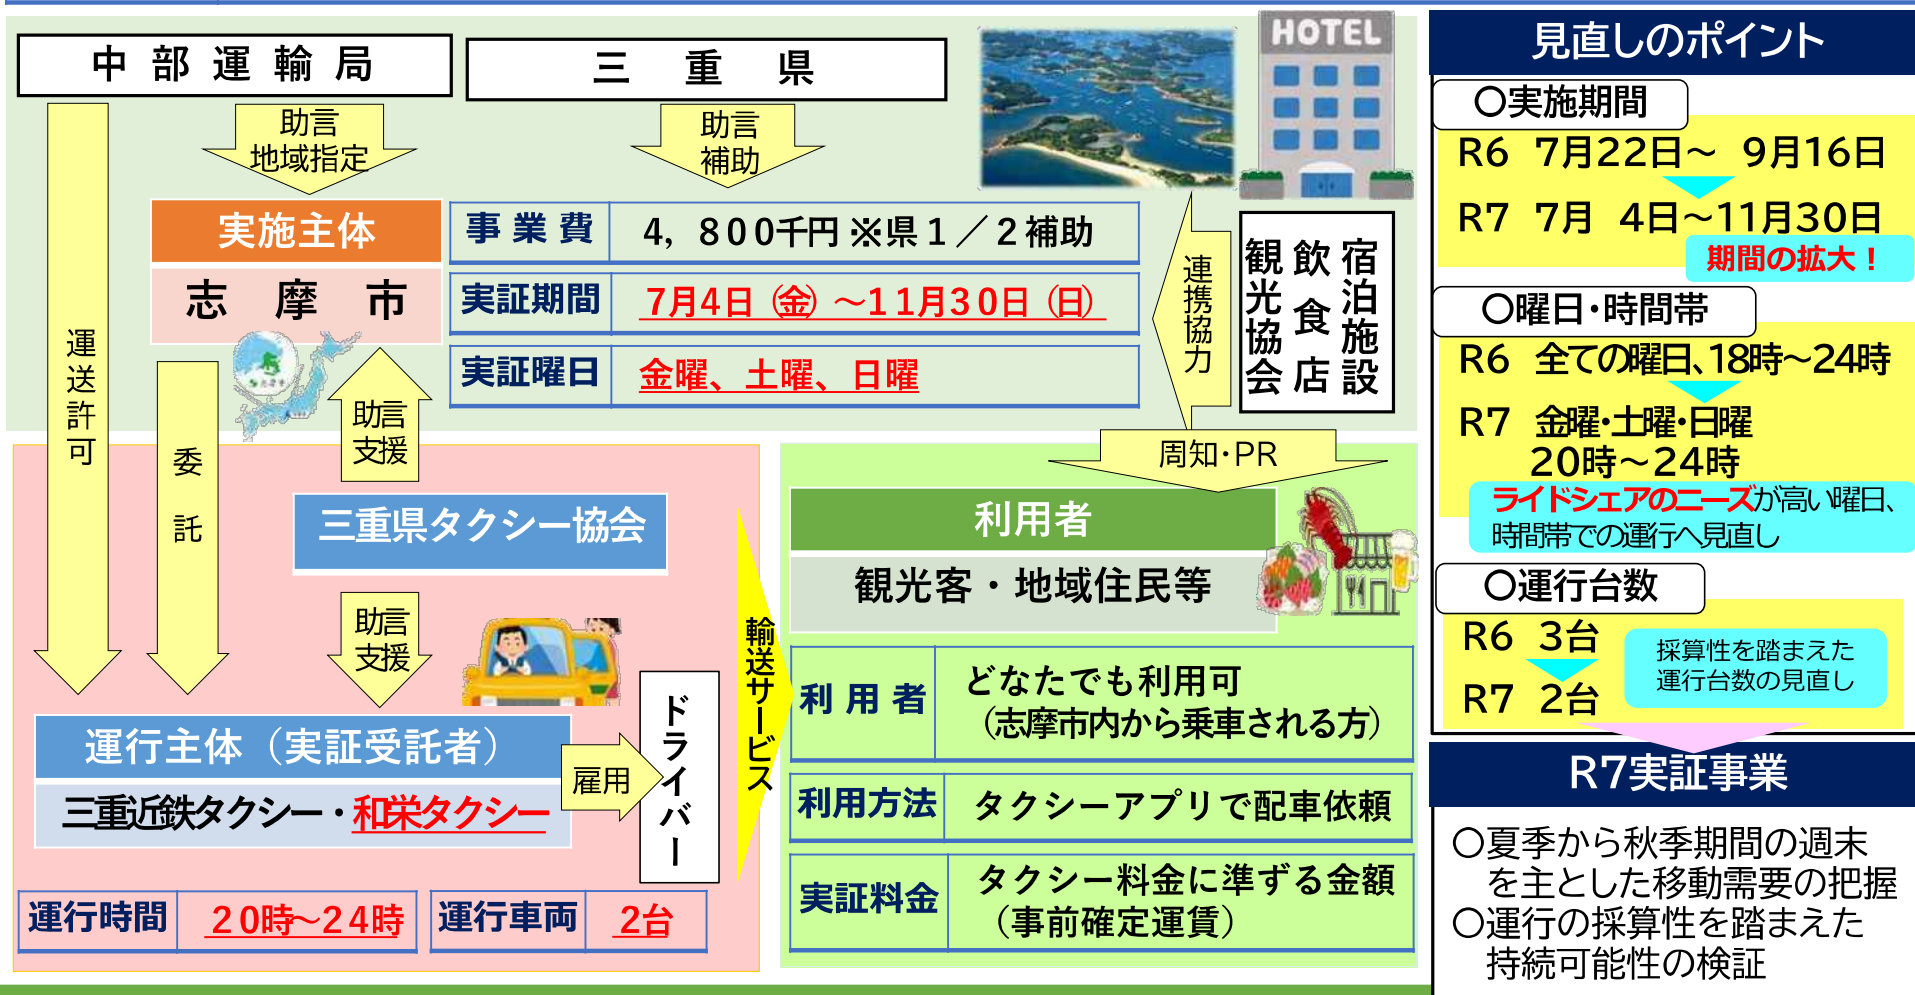 中部運輸局
三重県
HOTEL
助言
地域指定
助言
補助
実施主体
志摩市
事業費
4，８００千円 ※県１／２補助
実証期間
7月4日（金）～1 1月3 0日（日）
実証曜日
金曜、土曜、日曜
連携協力
観光協会
飲食店
宿泊施設
運送許可
委託
助言
支援
周知・PR
三重県タクシー協会
助言
支援
運行主体（実証受託者）
三重近鉄タクシー・和栄タクシー
雇用
ドライバー
輸送サービス
運行時間
２0時～２4時
運行車両
2台
利用者
観光客・地域住民等
利用者
どなたでも利用可
（志摩市内から乗車される方）
利用方法
タクシーアプリで配車依頼
実証料金
タクシー料金に準ずる金額
（事前確定運賃）
見直しのポイント
〇実施期間
R6 7月22日～ 9月16日
R7 7月 4日～11月30日
期間の拡大！
〇曜日・時間帯
R6 全ての曜日、18時～24時
R7 金曜・土曜・日曜
20時～24時
ライドシェアのニーズが高い曜日、
時間帯での運行へ見直し
〇運行台数
R6 3台
R7 2台
採算性を踏まえた
運行台数の見直し
R7実証事業
〇夏季から秋季期間の週末
を主とした移動需要の把握
〇運行の採算性を踏まえた
持続可能性の検証